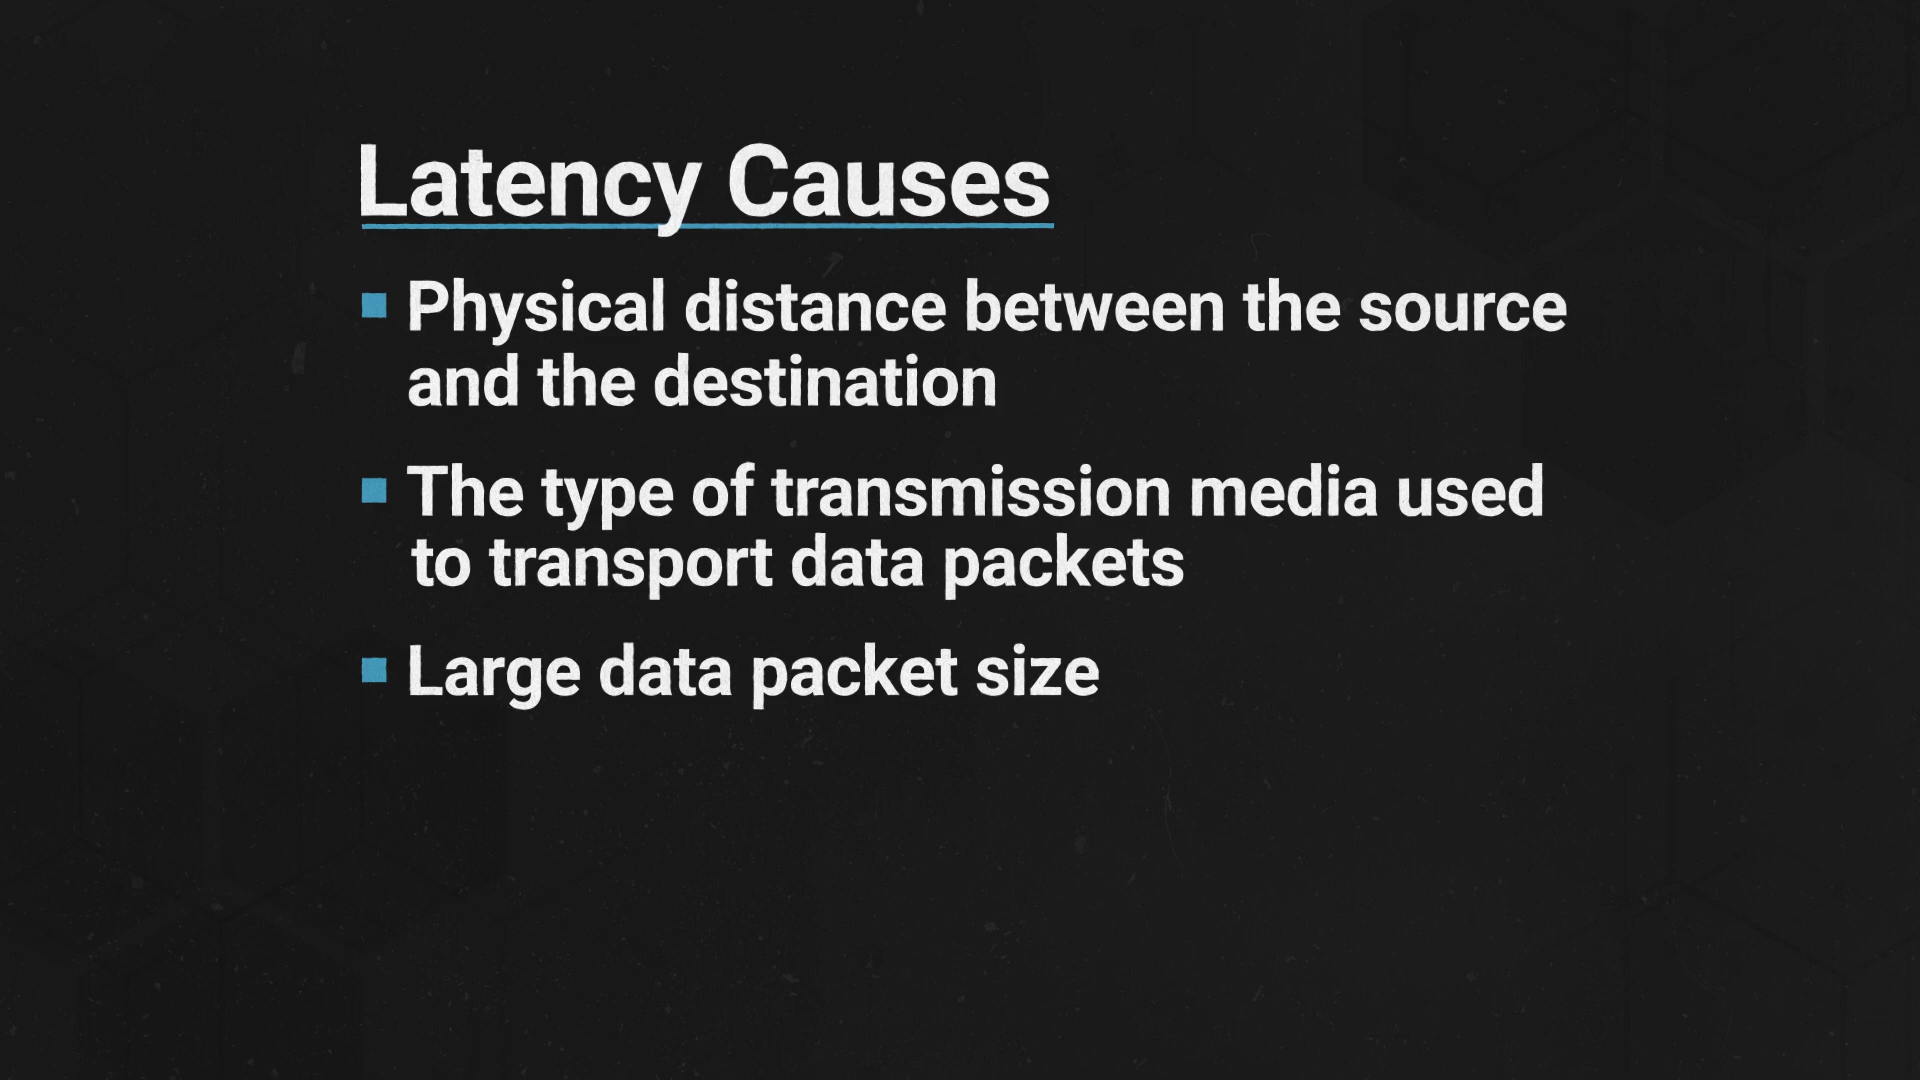 Latency Causes
Physical distance between the source
and the destination
The type of transmission media used
to transport data packets
Large data packet size